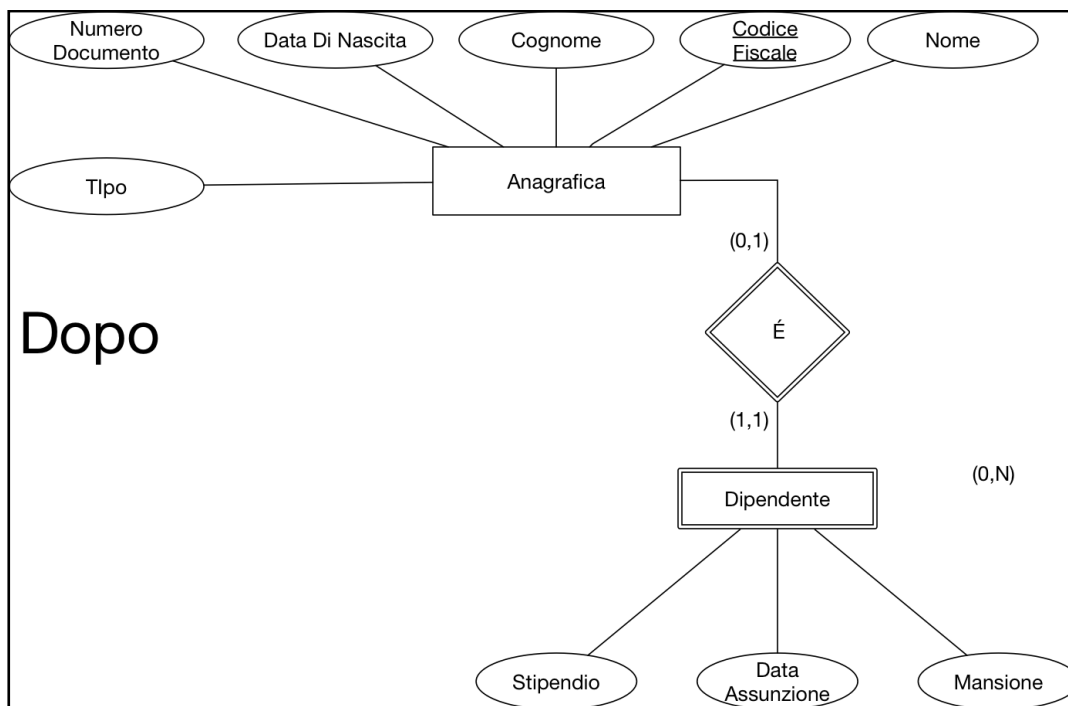 Numero
Documento
Data Di Nascita
Cognome
Codice
Fiscale
Nome
TIpo
Anagrafica
(0,1)
Dopo
É
(1,1)
Dipendente
(0,N)
Stipendio
Data
Assunzione
Mansione